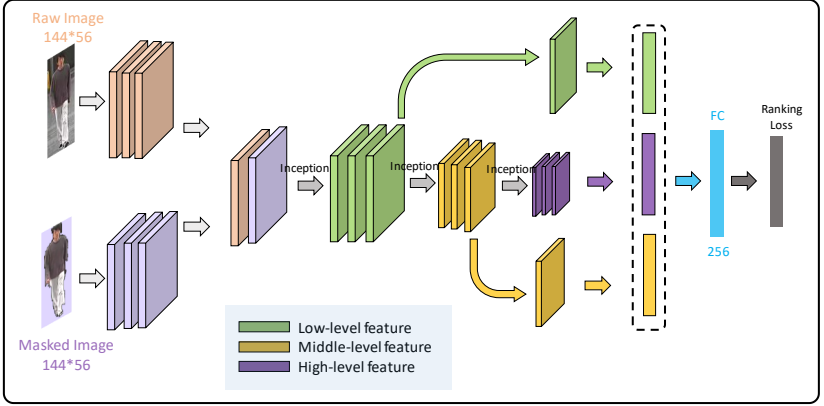 Raw Image
144*56
Inception
Inception
Inception
FC
256
Ranking
Loss
Masked Image
144*56
Low-level feature
Middle-level feature
High-level feature